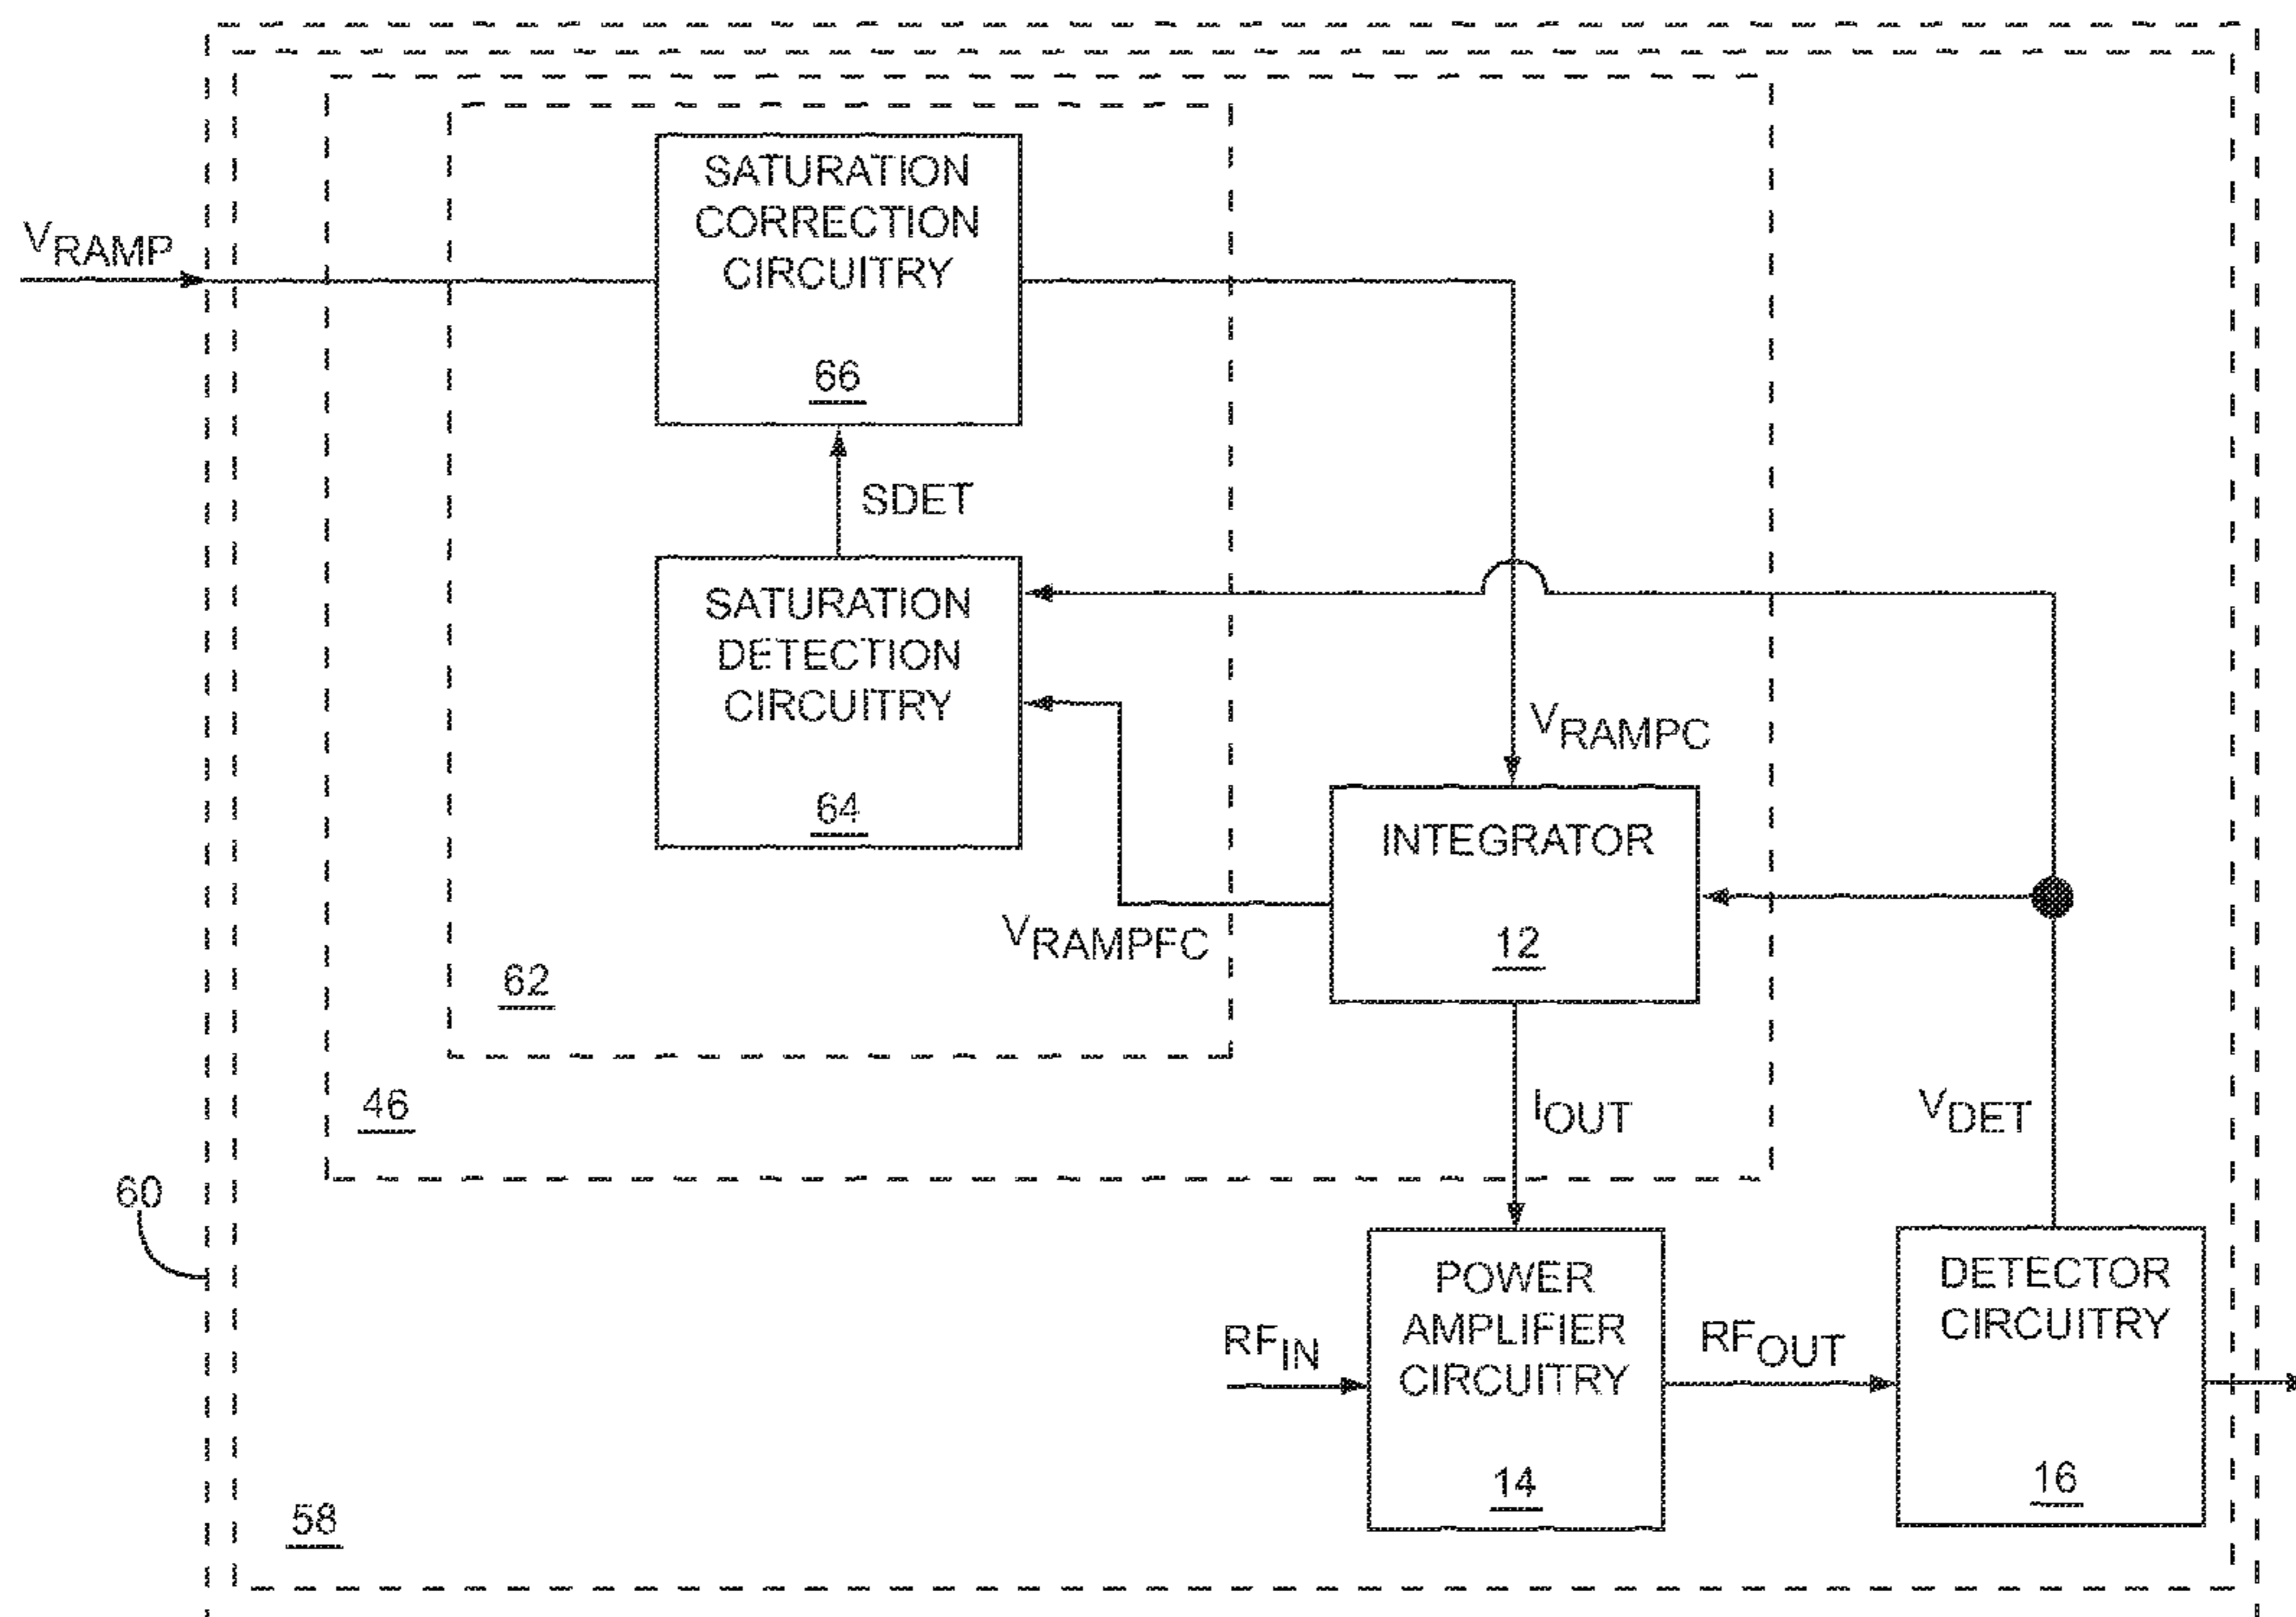 SATURATION
CORRECTION
CIRCUITRY
66
VRAMP
SDET
SATURATION
DETECTION
CIRCUITRY
64
VRAMPC
INTEGRATOR
12
VRAMPFC
62
46
IOUT
VDET
60
POWER
AMPLIFIER
CIRCUITRY
14
DETECTOR
CIRCUITRY
16
RFIN
RFOUT
58